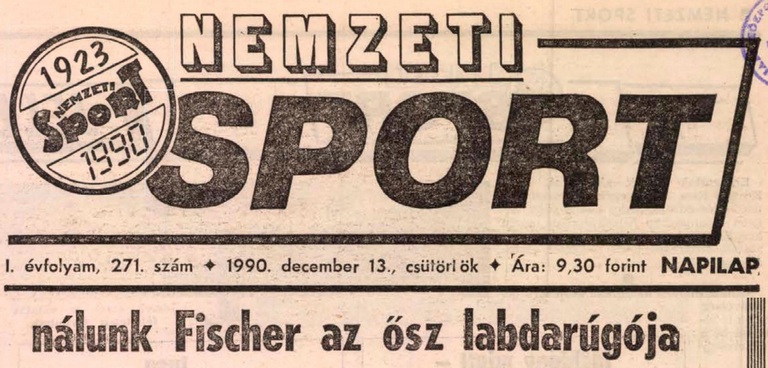 1923
NEMZETI
SPORT
1990
NEMZETI
SPORT
I. évfolyam, 271. szám ✦ 1990. december 13., csütörtök ✦ Ára: 9,30 forint NAPILAP
nálunk Fischer az ősz labdarúgója